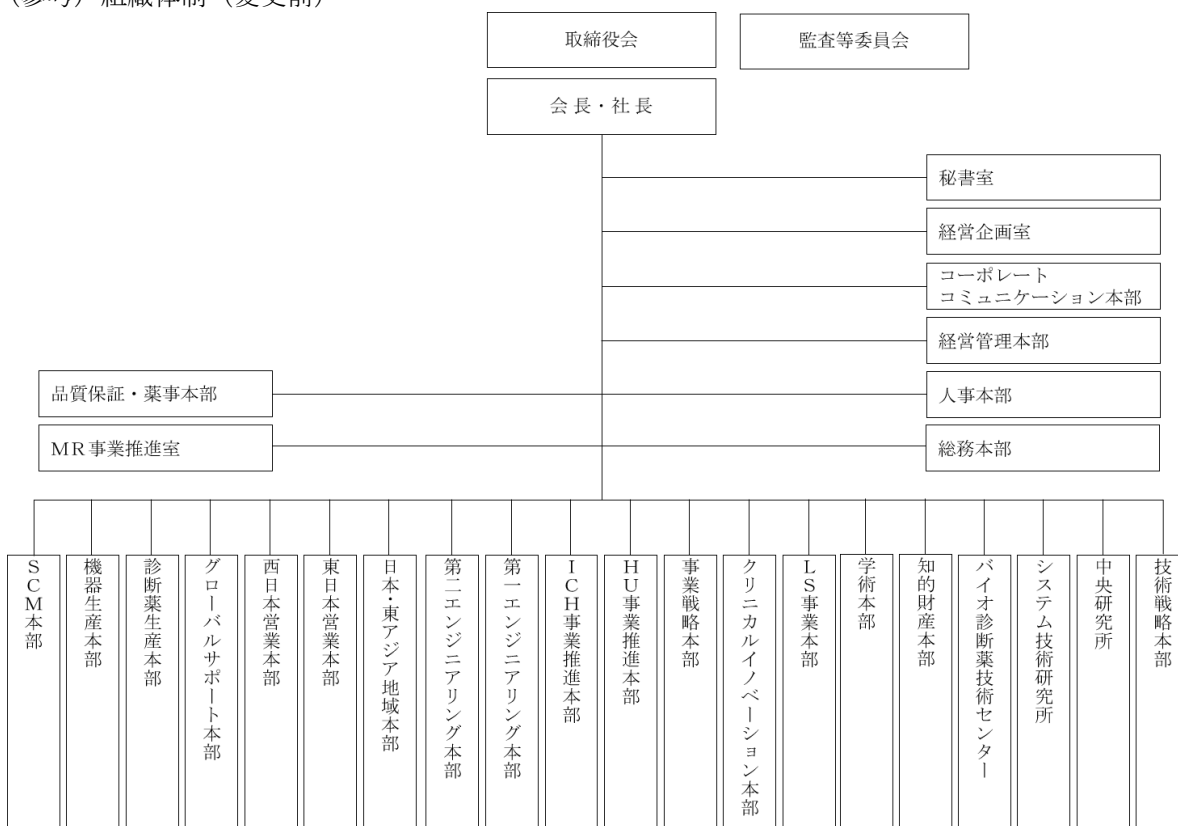 （参考）組織体制（変更前）
取締役会
監査等委員会
会長・社長
秘書室
経営企画室
コーポレート
コミュニケーション本部
経営管理本部
品質保証・薬事本部
人事本部
ＭＲ事業推進室
総務本部
ＳＣＭ本部
機器生産本部
診断薬生産本部
グローバルサポート本部
西日本営業本部
東日本営業本部
日本・東アジア地域本部
第二エンジニアリング本部
第一エンジニアリング本部
ＩＣＨ事業推進本部
ＨＵ事業推進本部
事業戦略本部
クリニカルイノベーション本部
ＬＳ事業本部
学術本部
知的財産本部
バイオ診断薬技術センター
システム技術研究所
中央研究所
技術戦略本部